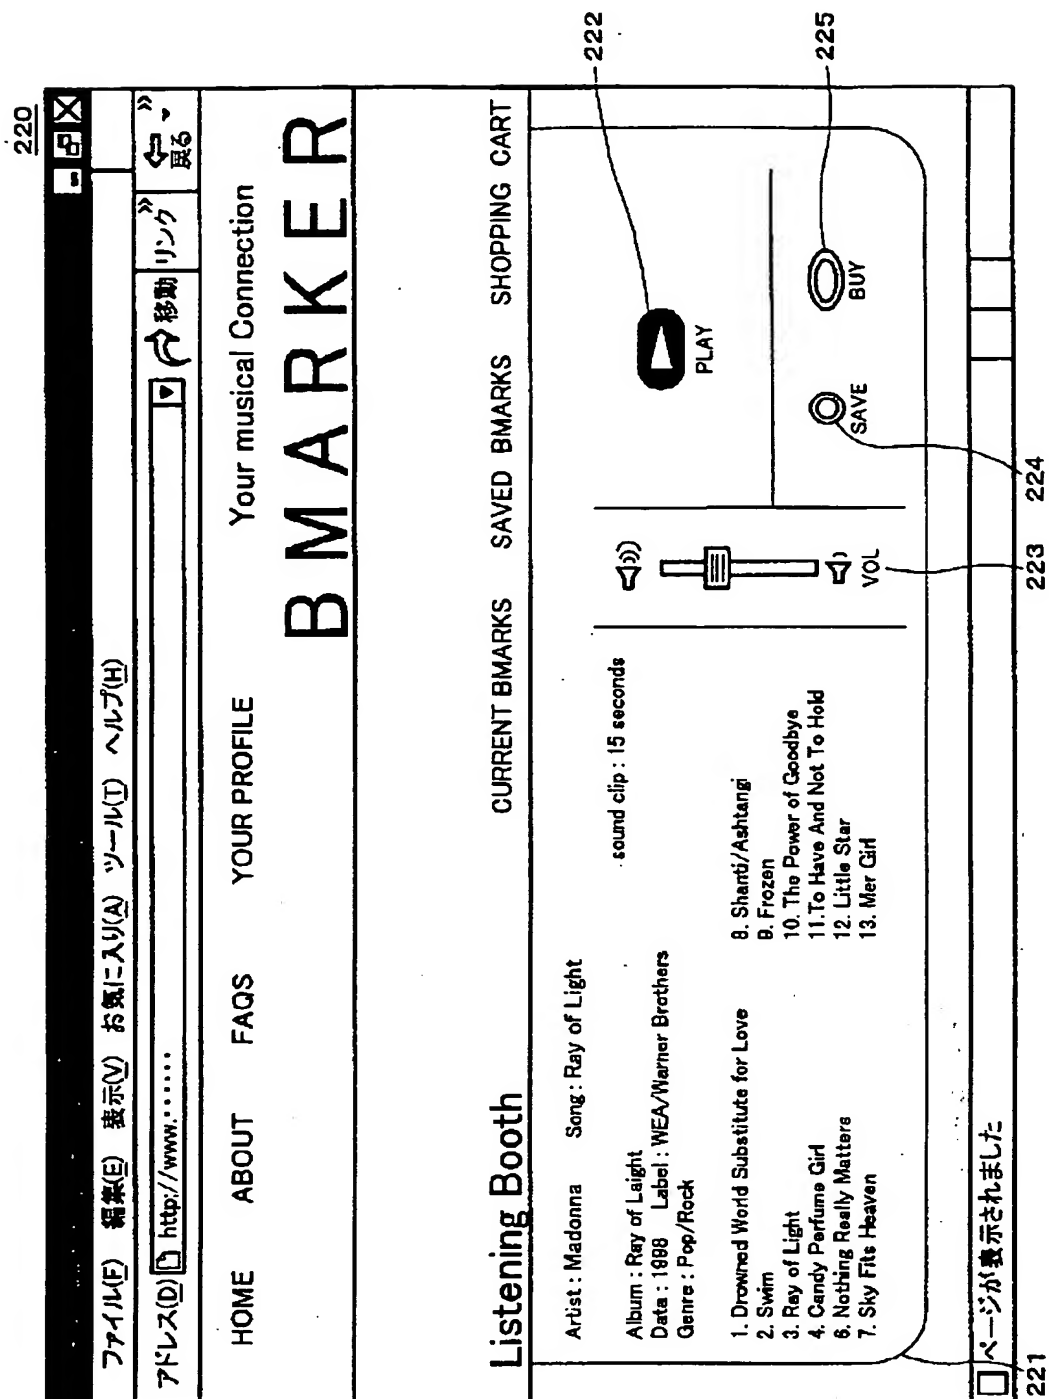 220
ファイル(F) 編集(E) 表示(V) お気に入り(A) ツール(T) ヘルプ(H)
アドレス(D) http://www.・・・・・・ 移動 リンク » 戻る »
HOME ABOUT FAQS YOUR PROFILE Your musical Connection
BMARKER
Listening Booth CURRENT BMARKS SAVED BMARKS SHOPPING CART
Artist : Madonna Song : Ray of Light
sound clip : 15 seconds
Album : Ray of Laight
Data : 1998 Label : WEA/Warner Brothers
Genre : Pop/Rock
1. Drowned World Substitute for Love
2. Swim
3. Ray of Light
4. Candy Perfume Girl
6. Nothing Really Matters
7. Sky Fits Heaven
8. Shanti/Ashtangi
9. Frozen
10. The Power of Goodbye
11.To Have And Not To Hold
12. Little Star
13. Mer Girl
VOL
PLAY
SAVE
BUY
ページが表示されました
221
222
223
224
225